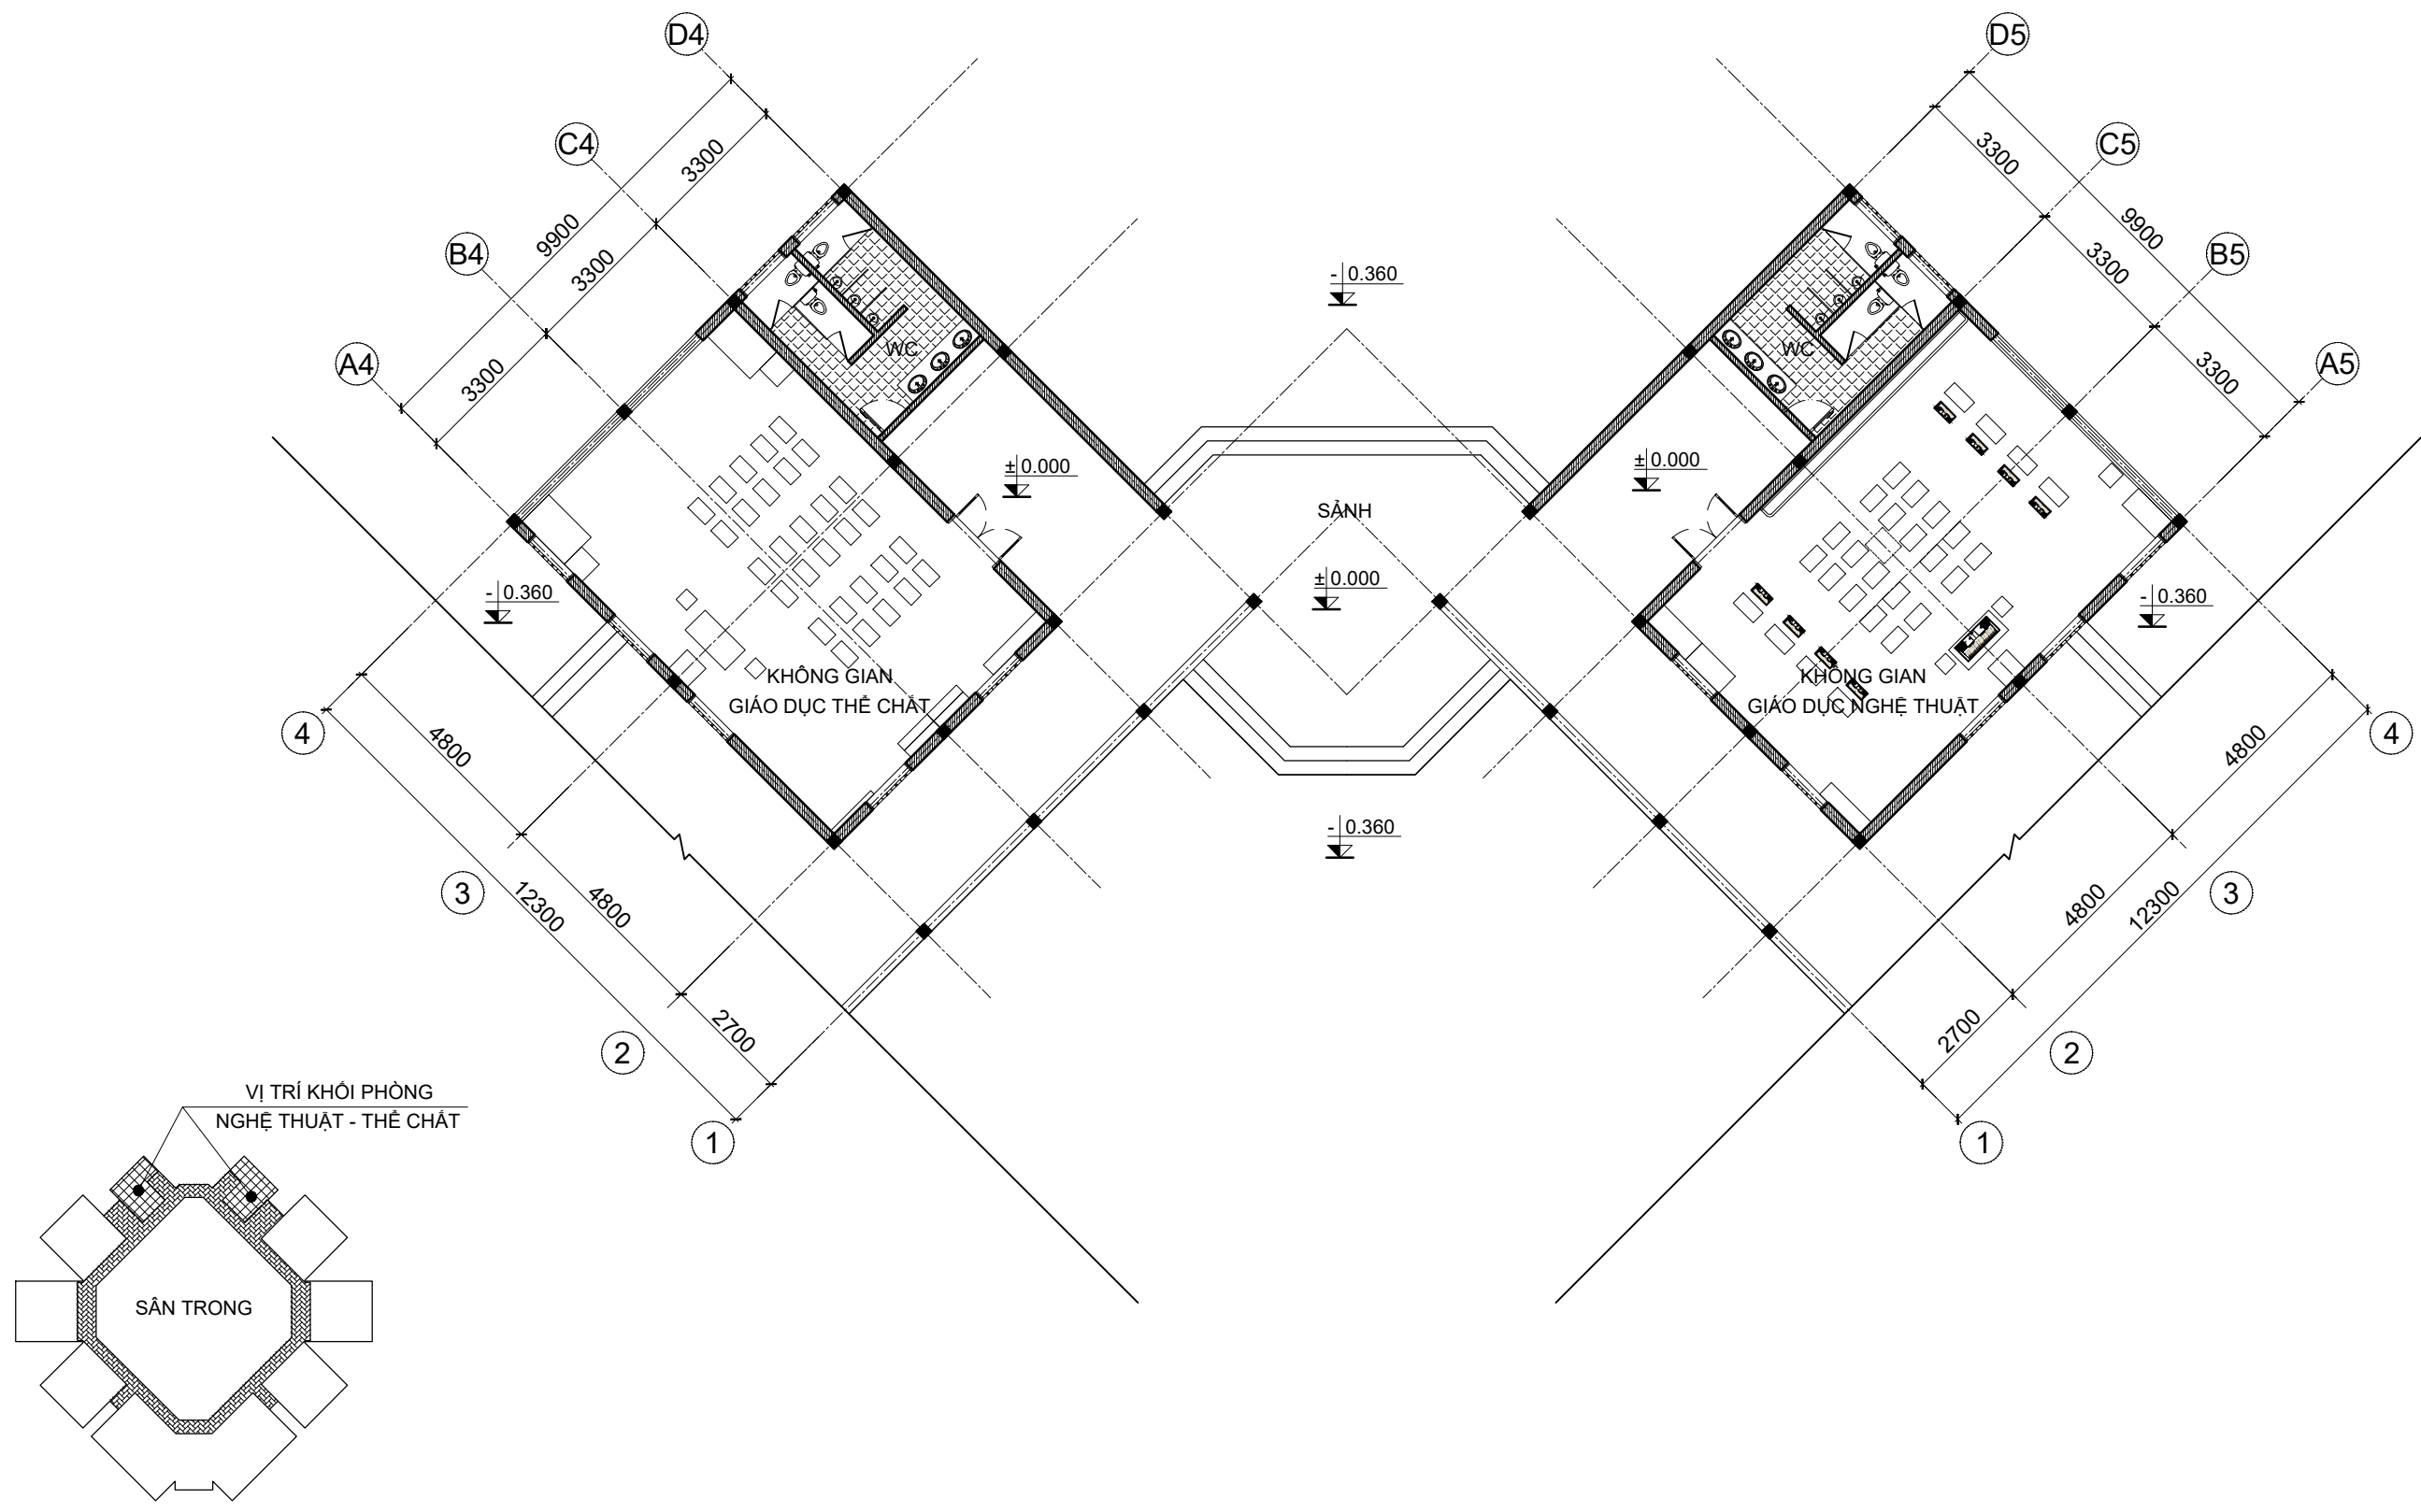 D4
D5
C4
C5
B4
B5
A4
A5
3300
3300
3300
9900
3300
3300
3300
9900
- 0.360
WC
WC
± 0.000
± 0.000
SẢNH
± 0.000
- 0.360
- 0.360
KHÔNG GIAN
GIÁO DỤC THỂ CHẤT
KHÔNG GIAN
GIÁO DỤC NGHỆ THUẬT
4
4
4800
4800
- 0.360
3
3
12300
4800
4800
12300
2700
2700
2
2
1
1
VỊ TRÍ KHỐI PHÒNG
NGHỆ THUẬT - THỂ CHẤT
SÂN TRONG